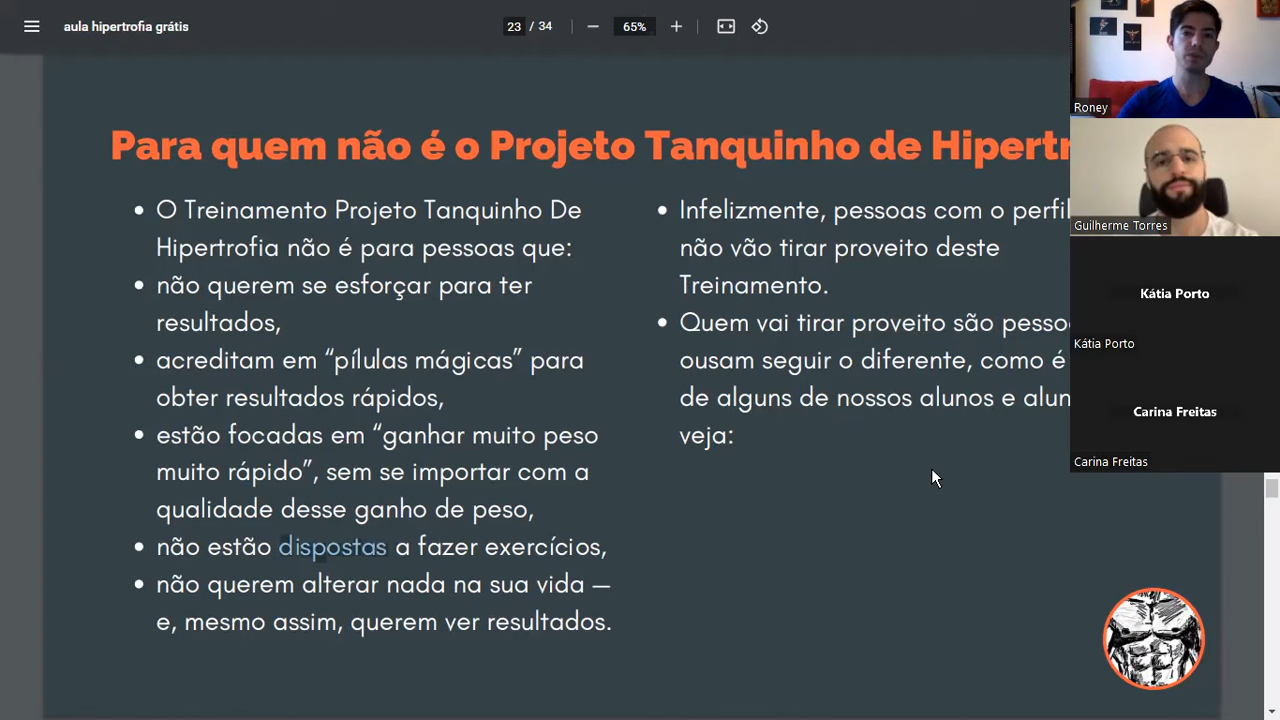 aula hipertrofia grátis
23 / 34
65%
Para quem não é o Projeto Tanquinho de Hipertr
• O Treinamento Projeto Tanquinho De
Hipertrofia não é para pessoas que:
• não querem se esforçar para ter
resultados,
• acreditam em “pílulas mágicas” para
obter resultados rápidos,
• estão focadas em “ganhar muito peso
muito rápido”, sem se importar com a
qualidade desse ganho de peso,
• não estão dispostas a fazer exercícios,
• não querem alterar nada na sua vida —
e, mesmo assim, querem ver resultados.
• Infelizmente, pessoas com o perfil
não vão tirar proveito deste
Treinamento.
• Quem vai tirar proveito são pesso
ousam seguir o diferente, como é
de alguns de nossos alunos e alun
veja:
Roney
Guilherme Torres
Kátia Porto
Kátia Porto
Carina Freitas
Carina Freitas